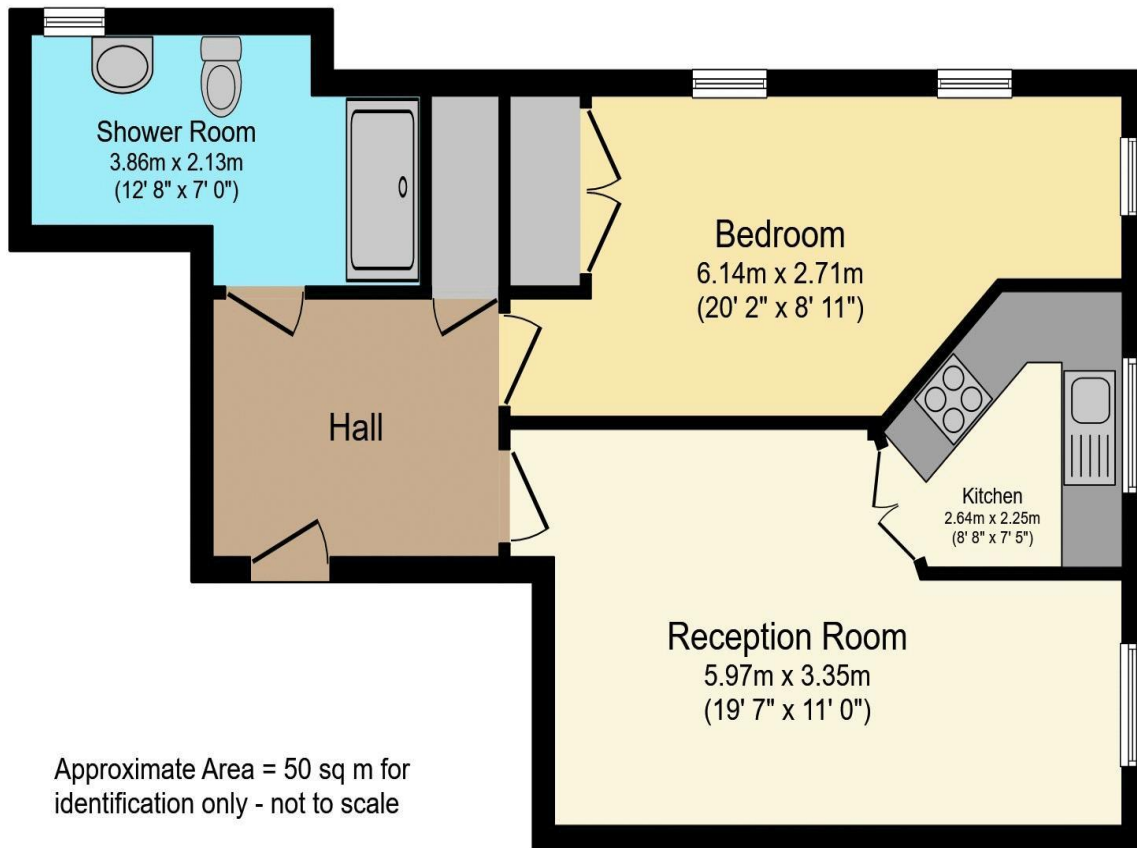 Shower Room
3.86m x 2.13m
(12' 8" x 7' 0")
Bedroom
6.14m x 2.71m
(20' 2" x 8' 11")
Hall
Kitchen
2.64m x 2.25m
(8' 8" x 7' 5")
Reception Room
5.97m x 3.35m
(19' 7" x 11' 0")
Approximate Area = 50 sq m for
identification only - not to scale